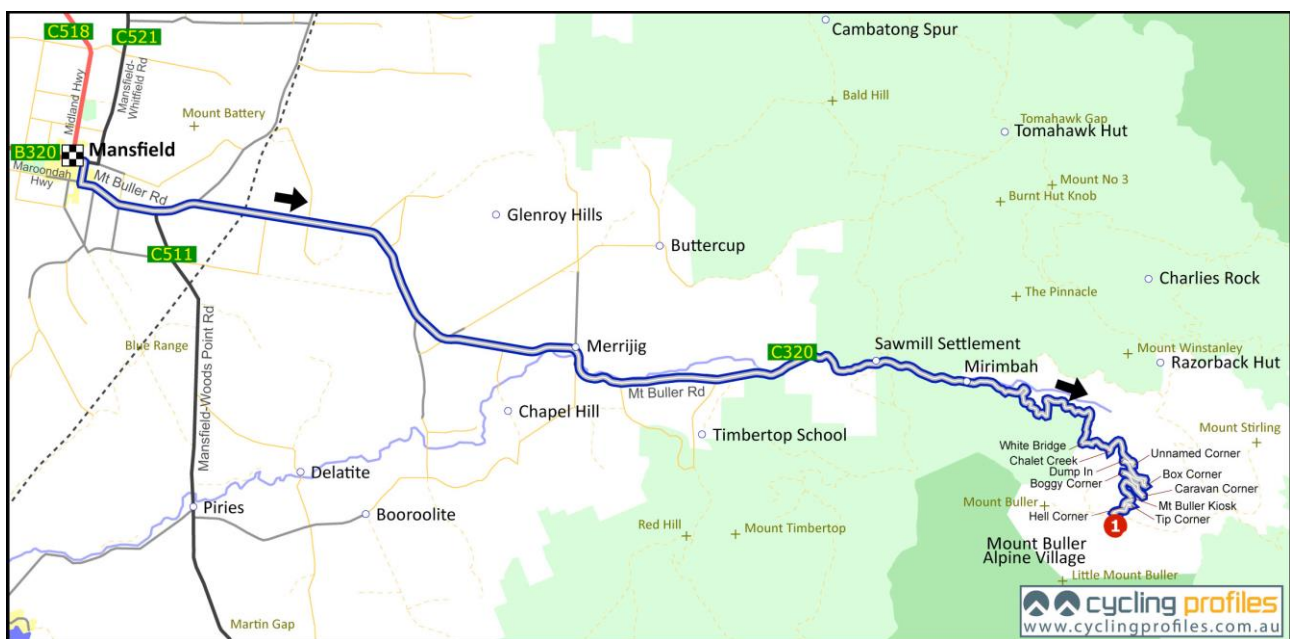 C518
C521
Cambatong Spur
Midland Hwy
Mansfield-
Whitfield Rd
Mount Battery
Bald Hill
Tomahawk Gap
Tomahawk Hut
B320
Mansfield
Maroondah
Hwy
Mt Buller Rd
Mount No 3
Burnt Hut Knob
Glenroy Hills
Buttercup
C511
Charlies Rock
The Pinnacle
Blue Range
Mansfield-Woods Point Rd
Merrijig
C320
Sawmill Settlement
Mount Winstanley
Razorback Hut
Mirimbah
Mt Buller Rd
Chapel Hill
Timbertop School
Mount Stirling
White Bridge
Chalet Creek
Dump In
Boggy Corner
Unnamed Corner
Box Corner
Caravan Corner
Mt Buller Kiosk
Tip Corner
Delatite
Piries
Booroolite
Mount Buller
Hell Corner
1
Red Hill
Mount Timbertop
Mount Buller
Alpine Village
Little Mount Buller
Martin Gap
cycling profiles
www.cyclingprofiles.com.au